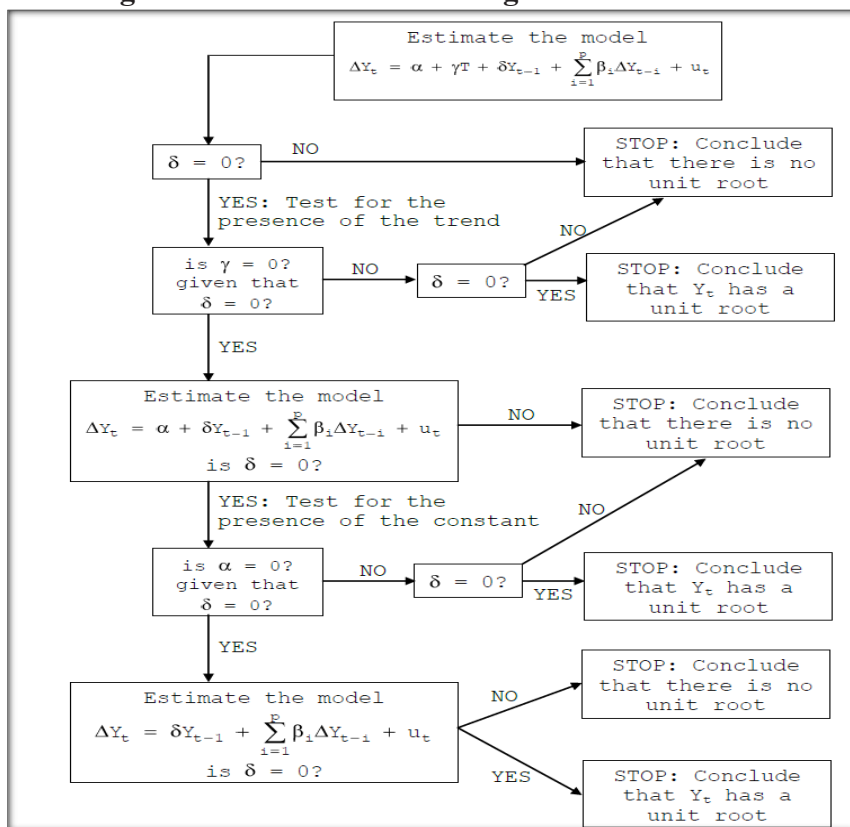 Estimate the model
ΔYₜ = α + γT + δYₜ₋₁ + ∑ᵖᵢ₌₁ βᵢΔYₜ₋ᵢ + uₜ
δ = 0?
NO
STOP: Conclude
that there is no
unit root
YES: Test for the
presence of the trend
NO
is γ = 0?
given that
δ = 0?
NO
δ = 0?
YES
STOP: Conclude
that Yₜ has a
unit root
YES
Estimate the model
ΔYₜ = α + δYₜ₋₁ + ∑ᵖᵢ₌₁ βᵢΔYₜ₋ᵢ + uₜ
is δ = 0?
NO
STOP: Conclude
that there is no
unit root
YES: Test for the
presence of the constant
NO
is α = 0?
given that
δ = 0?
NO
δ = 0?
YES
STOP: Conclude
that Yₜ has a
unit root
YES
Estimate the model
ΔYₜ = δYₜ₋₁ + ∑ᵖᵢ₌₁ βᵢΔYₜ₋ᵢ + uₜ
is δ = 0?
NO
STOP: Conclude
that there is no
unit root
YES
STOP: Conclude
that Yₜ has a
unit root